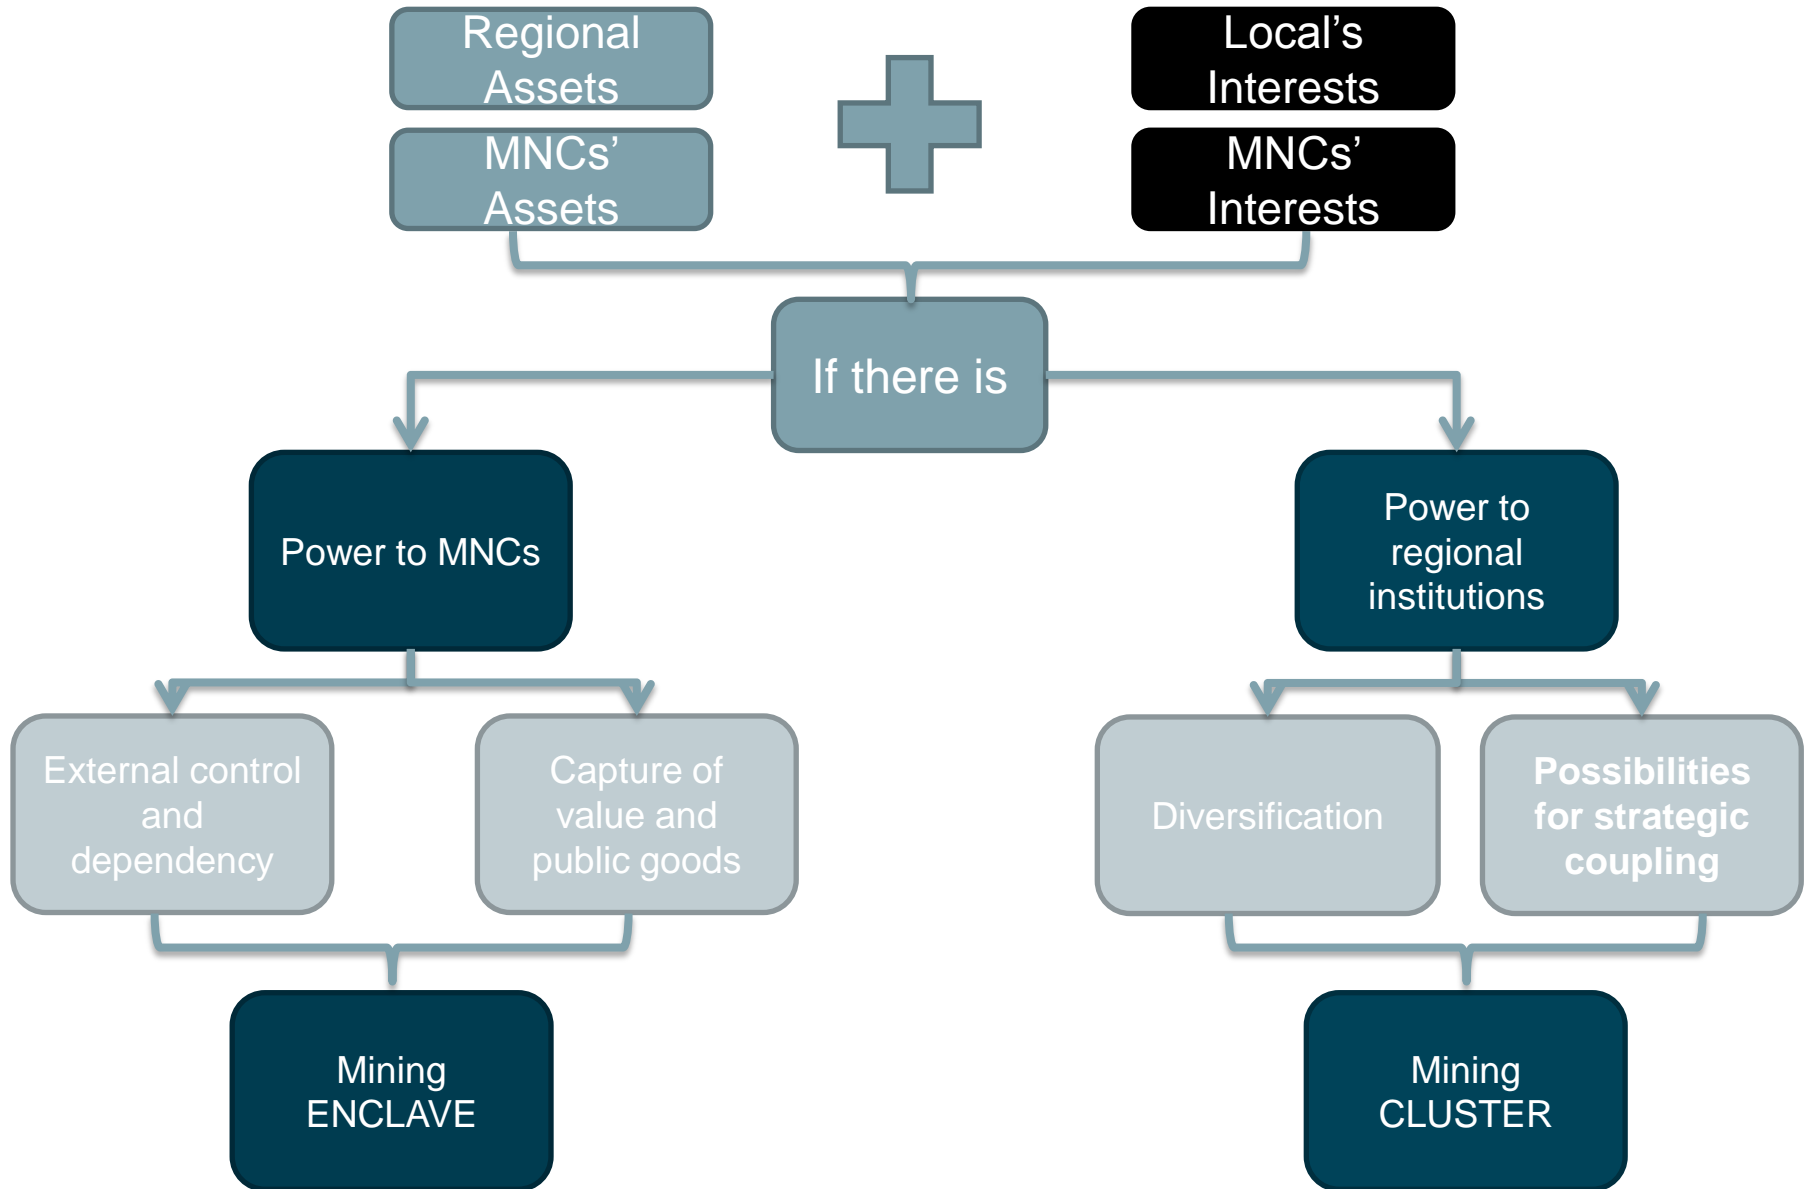 Regional
Assets
MNCs'
Assets
Local’s
Interests
MNCs’
Interests
If there is
Power to MNCs
Power to
regional
institutions
External control
and
dependency
Capture of
value and
public goods
Diversification
Possibilities
for strategic
coupling
Mining
ENCLAVE
Mining
CLUSTER